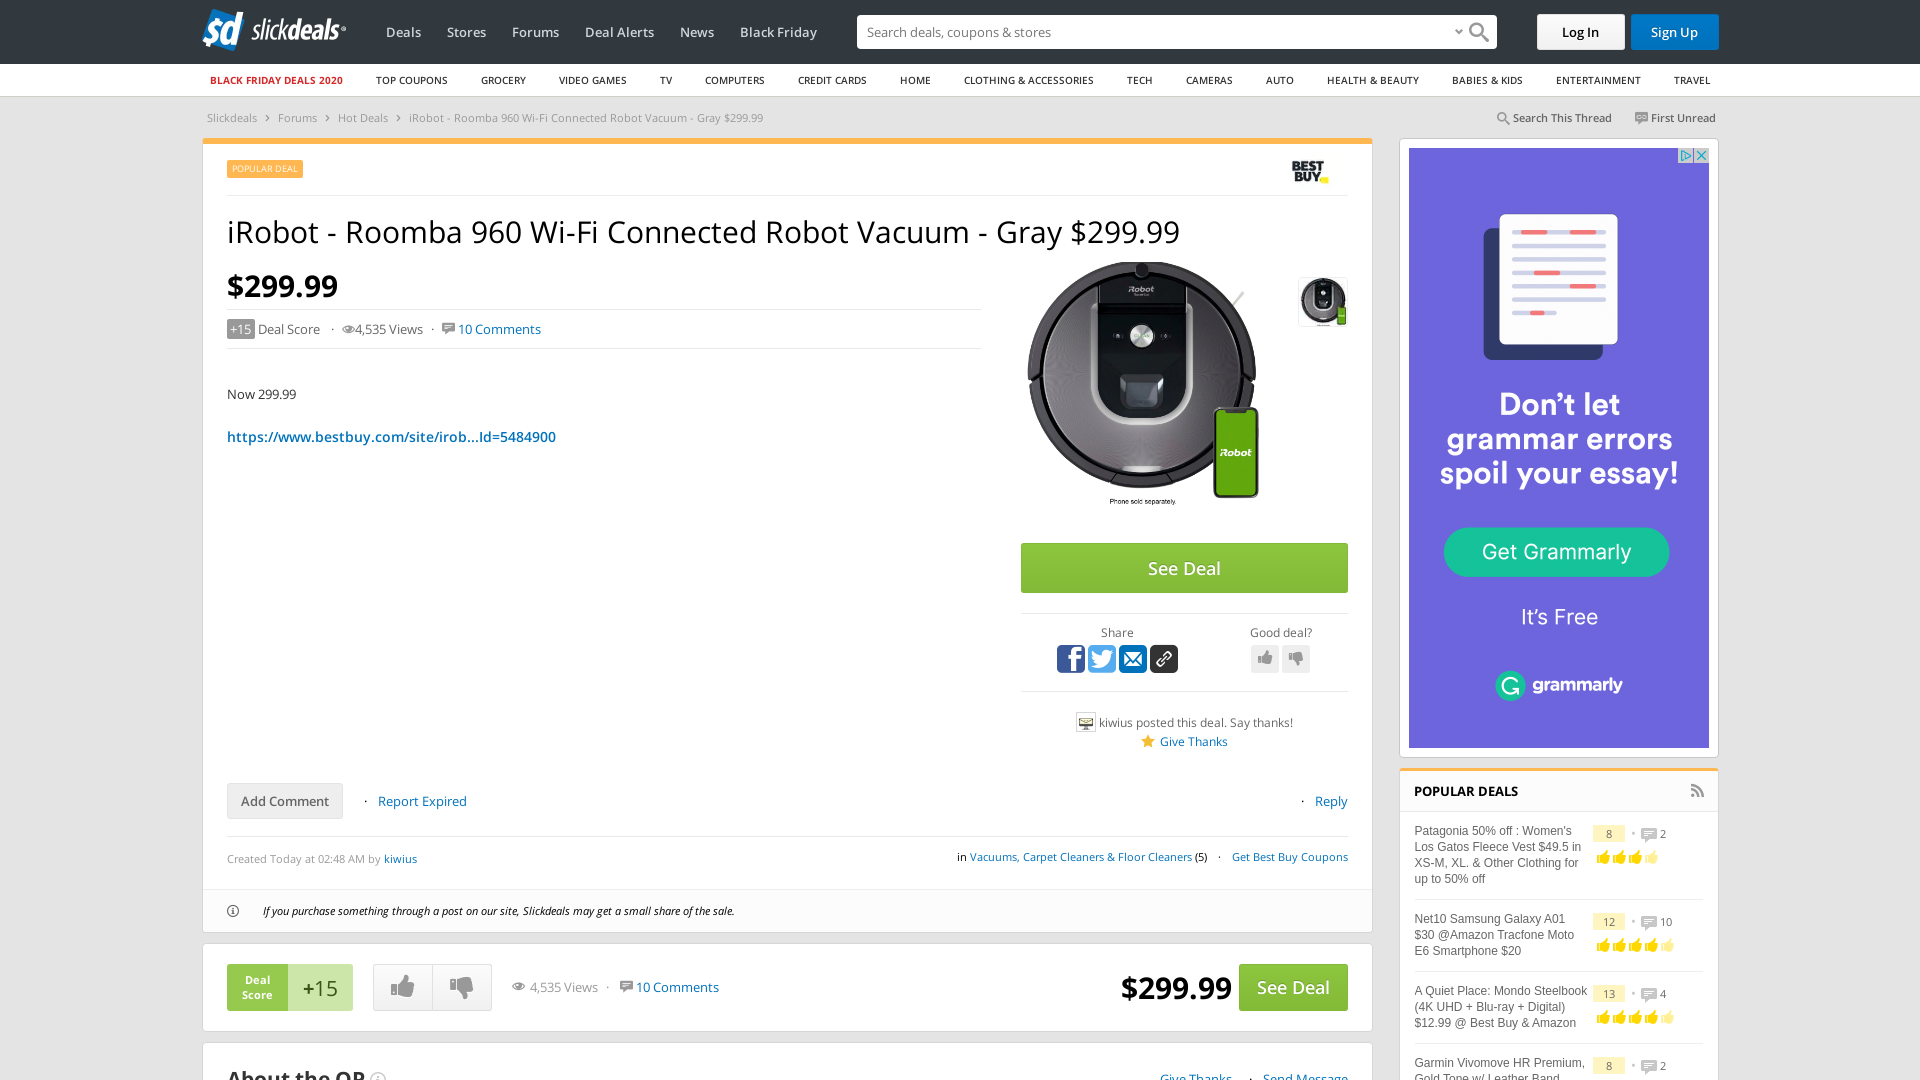 slickdeals
Deals
Stores
Forums
Deal Alerts
News
Black Friday
Search deals, coupons & stores
Log In
Sign Up
BLACK FRIDAY DEALS 2020
TOP COUPONS
GROCERY
VIDEO GAMES
TV
COMPUTERS
CREDIT CARDS
HOME
CLOTHING & ACCESSORIES
TECH
CAMERAS
AUTO
HEALTH & BEAUTY
BABIES & KIDS
ENTERTAINMENT
TRAVEL
Slickdeals › Forums › Hot Deals › iRobot - Roomba 960 Wi-Fi Connected Robot Vacuum - Gray $299.99
Search This Thread
First Unread
POPULAR DEAL
BEST
BUY
iRobot - Roomba 960 Wi-Fi Connected Robot Vacuum - Gray $299.99
$299.99
+15 Deal Score · 4,535 Views · 10 Comments
Now 299.99
https://www.bestbuy.com/site/irob...Id=5484900
iRobot
iRobot
Phone sold separately.
See Deal
Share
Good deal?
kiwius posted this deal. Say thanks!
Give Thanks
Add Comment
· Report Expired
· Reply
Created Today at 02:48 AM by kiwius
in Vacuums, Carpet Cleaners & Floor Cleaners (5) · Get Best Buy Coupons
If you purchase something through a post on our site, Slickdeals may get a small share of the sale.
Deal
Score
+15
4,535 Views · 10 Comments
$299.99
See Deal
About the OP
Give Thanks · Send Message
Don't let
grammar errors
spoil your essay!
Get Grammarly
It's Free
grammarly
POPULAR DEALS
Patagonia 50% off : Women's
Los Gatos Fleece Vest $49.5 in
XS-M, XL. & Other Clothing for
up to 50% off
8 • 2
Net10 Samsung Galaxy A01
$30 @Amazon Tracfone Moto
E6 Smartphone $20
12 • 10
A Quiet Place: Mondo Steelbook
(4K UHD + Blu-ray + Digital)
$12.99 @ Best Buy & Amazon
13 • 4
Garmin Vivomove HR Premium,
Gold Tone w/ Leather Band
8 • 2